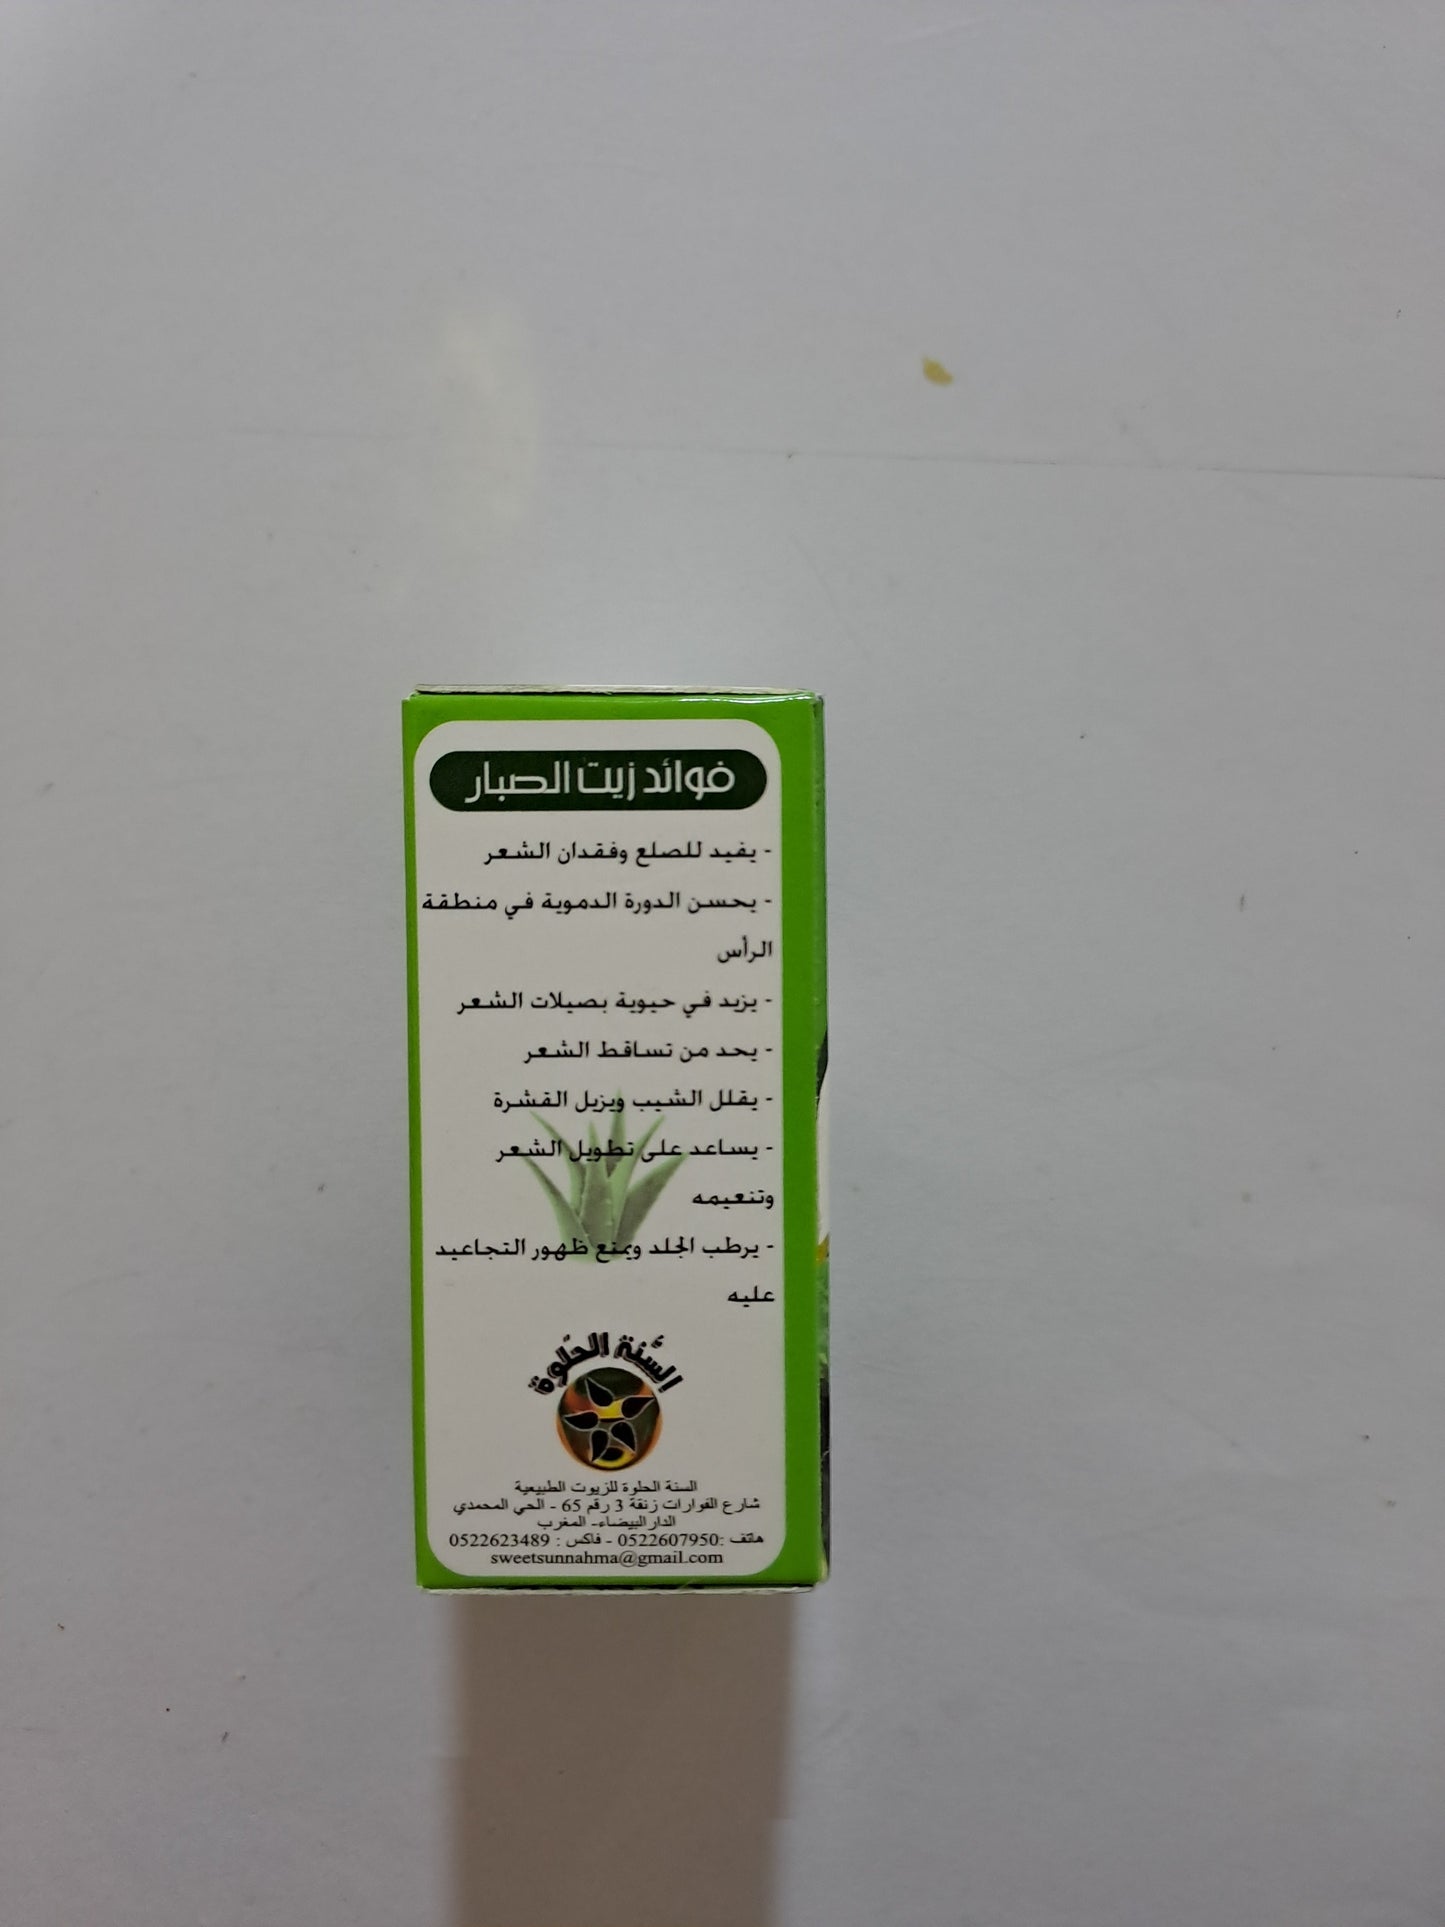 فوائد زيت الصبار
- يفيد للصلع وفقدان الشعر
- يحسن الدورة الدموية في منطقة
الرأس
- يزيد في حيوية بصيلات الشعر
- يحد من تساقط الشعر
- يقلل الشيب ويزيل القشرة
- يساعد على تطويل الشعر
وتنعيمه
- يرطب الجلد ويمنع ظهور التجاعيد
عليه
السّنة الحلوة
السنة الحلوة للزيوت الطبيعية
شارع الفوارات زنقة 3 رقم 65 - الحي المحمدي
الدار البيضاء- المغرب
هاتف :0522607950 - فاكس : 0522623489
sweetsunnahma@gmail.com